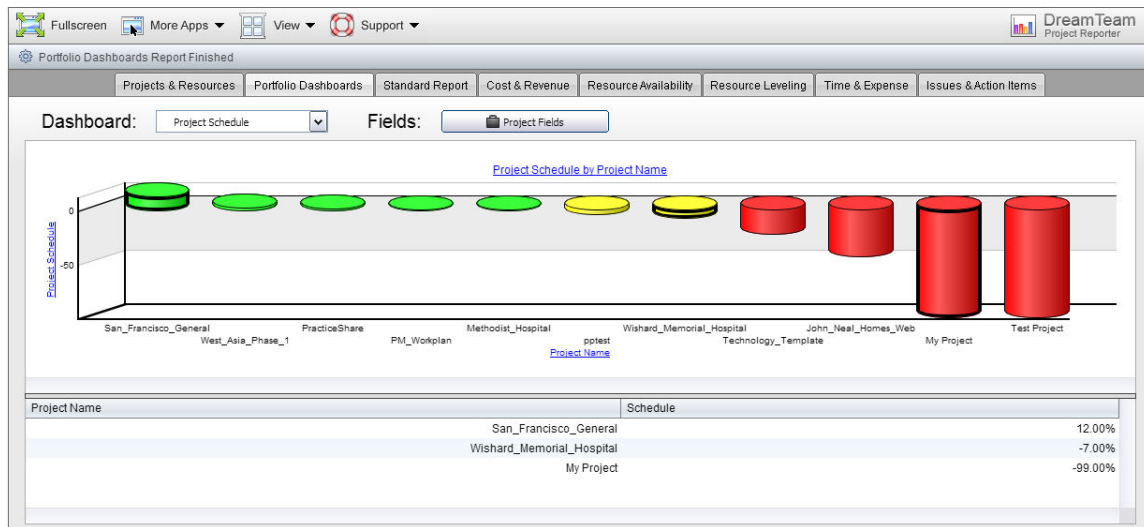 Fullscreen More Apps View Support DreamTeam
Project Reporter
Portfolio Dashboards Report Finished
Projects & Resources Portfolio Dashboards Standard Report Cost & Revenue Resource Availability Resource Leveling Time & Expense Issues & Action Items
Dashboard: Project Schedule Fields: Project Fields
Project Schedule by Project Name
0
-50
Project Schedule
San_Francisco_General PracticeShare Methodist_Hospital Wishard_Memorial_Hospital John_Neal_Homes_Web Test Project
West_Asia_Phase_1 PM_Workplan pptest Technology_Template My Project
Project Name
Project Name Schedule
San_Francisco_General 12.00%
Wishard_Memorial_Hospital -7.00%
My Project -99.00%